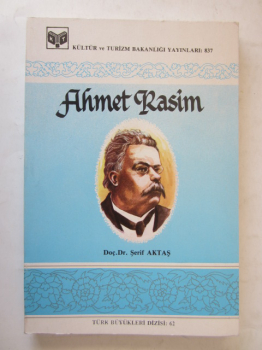 KÜLTÜR ve TURİZM BAKANLIĞI YAYINLARI: 837
Ahmet Rasim
Doç.Dr. Şerif AKTAŞ
TÜRK BÜYÜKLERİ DİZİSİ: 62